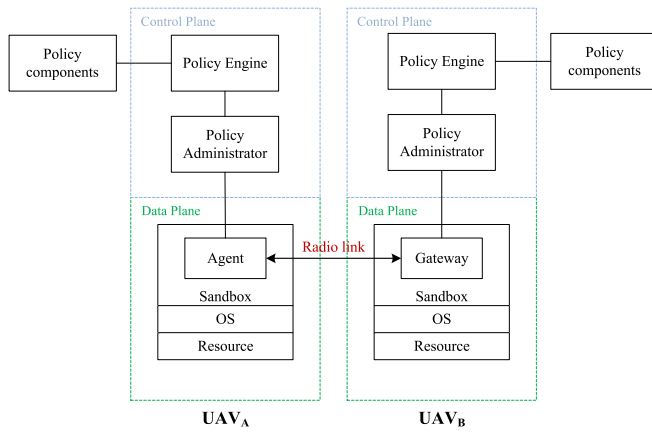 Control Plane
Policy
components
Policy Engine
Policy
Administrator
Data Plane
Agent
Sandbox
OS
Resource
UAVA
Radio link
Control Plane
Policy Engine
Policy
components
Policy
Administrator
Data Plane
Gateway
Sandbox
OS
Resource
UAVB